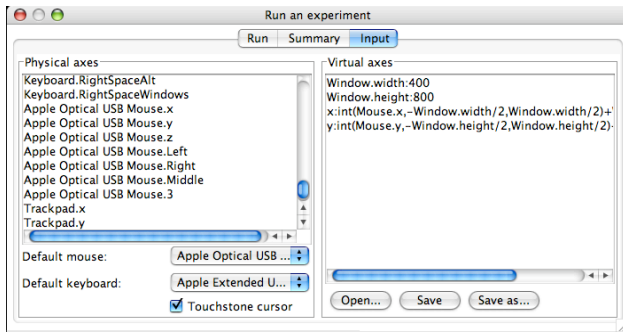 Run an experiment
Run Summary Input
Physical axes
Keyboard.RightSpaceAlt
Keyboard.RightSpaceWindows
Apple Optical USB Mouse.x
Apple Optical USB Mouse.y
Apple Optical USB Mouse.z
Apple Optical USB Mouse.Left
Apple Optical USB Mouse.Right
Apple Optical USB Mouse.Middle
Apple Optical USB Mouse.3
Trackpad.x
Trackpad.y
Default mouse: Apple Optical USB ...
Default keyboard: Apple Extended U...
Touchstone cursor
Virtual axes
Window.width:400
Window.height:800
x:int(Mouse.x,-Window.width/2,Window.width/2)+
y:int(Mouse.y,-Window.height/2,Window.height/2)
Open... Save Save as...